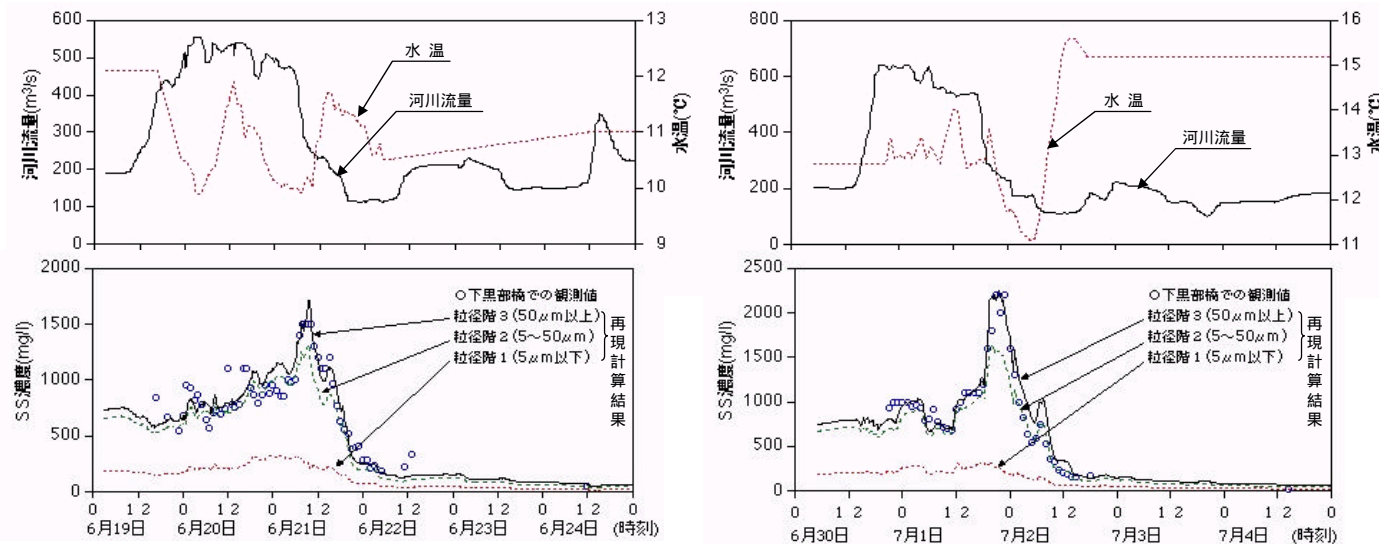 600
500
400
300
200
100
0
河川流量(m³/s)
13
12
11
10
9
水温(℃)
水 温
河川流量
800
600
400
200
0
河川流量(m³/s)
16
15
14
13
12
11
水温(℃)
水 温
河川流量
2000
1500
1000
500
0
SS濃度(mg/l)
○下黒部橋での観測値
粒径階3(50μm以上)
粒径階2(5～50μm)
粒径階1(5μm以下)
再現計算結果
0 12 0 12 0 12 0 12 0 12 0 12 0
6月19日 6月20日 6月21日 6月22日 6月23日 6月24日 (時刻)
2500
2000
1500
1000
500
0
SS濃度(mg/l)
○下黒部橋での観測値
粒径階3(50μm以上)
粒径階2(5～50μm)
粒径階1(5μm以下)
再現計算結果
0 12 0 12 0 12 0 12 0 12 0
6月30日 7月1日 7月2日 7月3日 7月4日 (時刻)